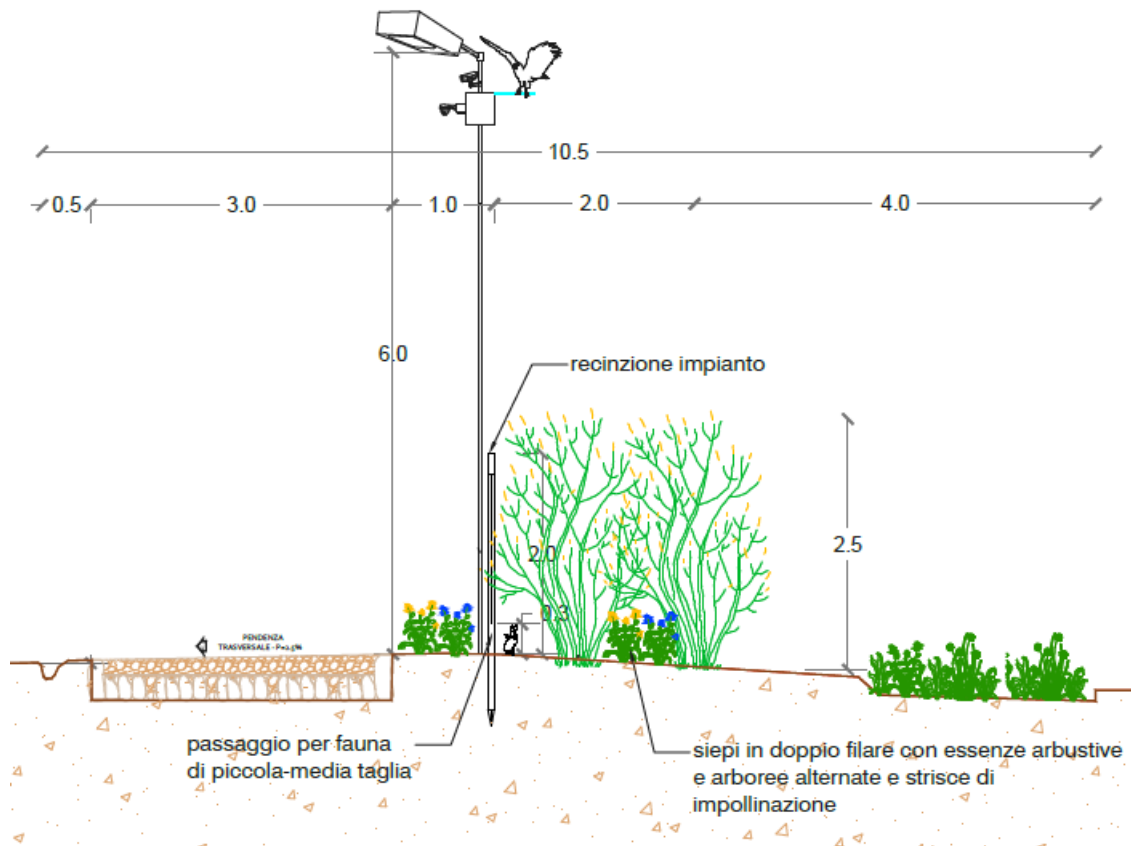 10.5
0.5
3.0
1.0
2.0
4.0
6.0
recinzione impianto
2.5
2.0
0.3
PENDENZA
TRASVERSALE - P=2,5%
passaggio per fauna
di piccola-media taglia
siepi in doppio filare con essenze arbustive
e arboree alternate e strisce di
impollinazione